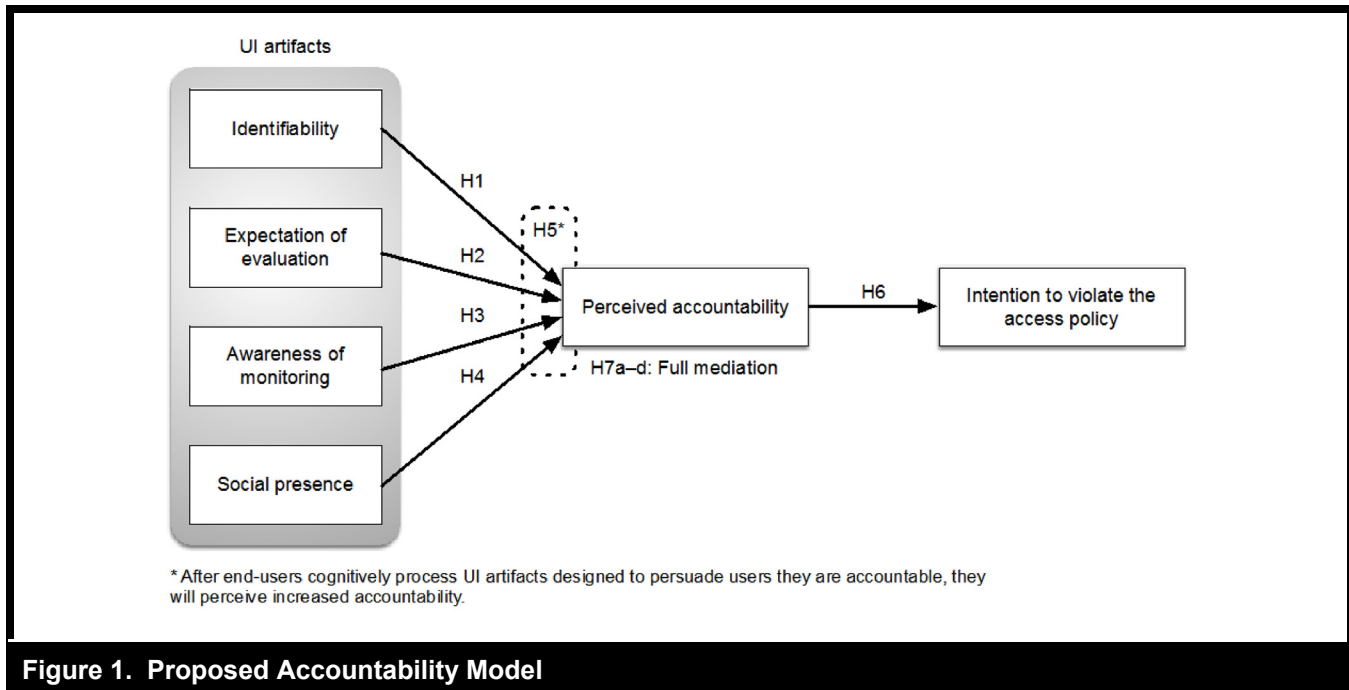 UI artifacts
Identifiability
Expectation of
evaluation
Awareness of
monitoring
Social presence
H1
H2
H3
H4
H5*
Perceived accountability
H7a–d: Full mediation
H6
Intention to violate the
access policy
* After end-users cognitively process UI artifacts designed to persuade users they are accountable, they
will perceive increased accountability.
Figure 1. Proposed Accountability Model